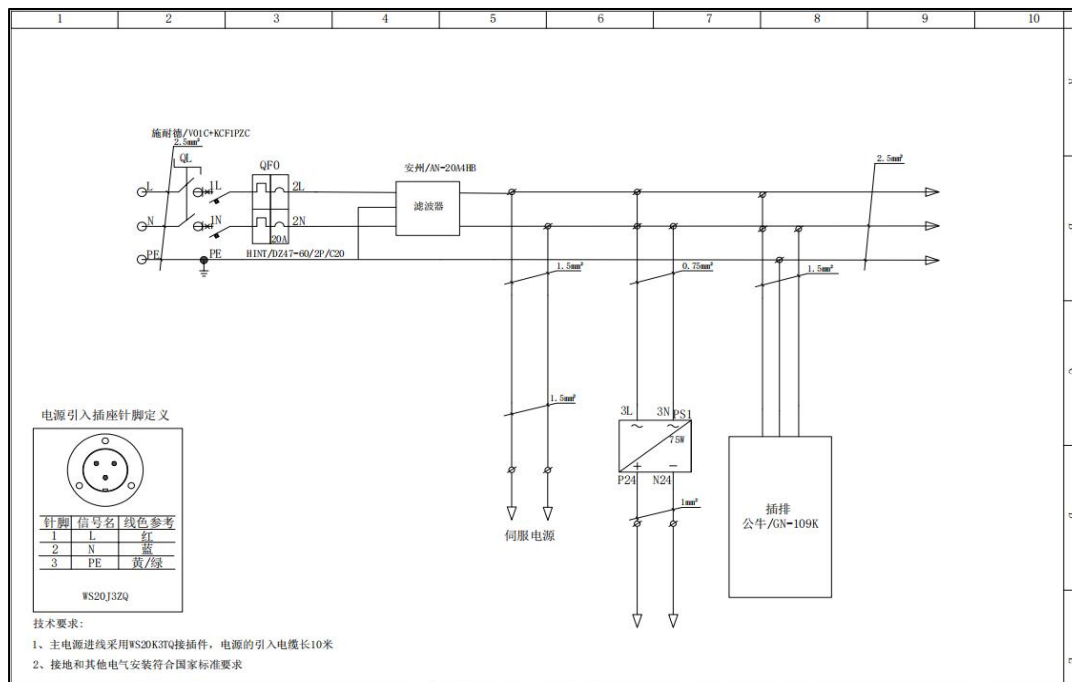 1 2 3 4 5 6 7 8 9 10
施耐德/V01C+KCF1PZC
2.5mm²
QL
QF0
安州/AN-20A4HB
2.5mm²
L
1L
2L
滤波器
N
1N
2N
20A
PE
PE
HINT/DZ47-60/2P/C20
1.5mm²
0.75mm²
1.5mm²
1.5mm²
电源引入插座针脚定义
3L
3N
PS1
75W
P24
N24
1mm²
伺服电源
插排
公牛/GN-109K
针脚 信号名 线色参考
1 L 红
2 N 蓝
3 PE 黄/绿
WS20J3ZQ
技术要求:
1、主电源进线采用WS20K3TQ接插件，电源的引入电缆长10米
2、接地和其他电气安装符合国家标准要求